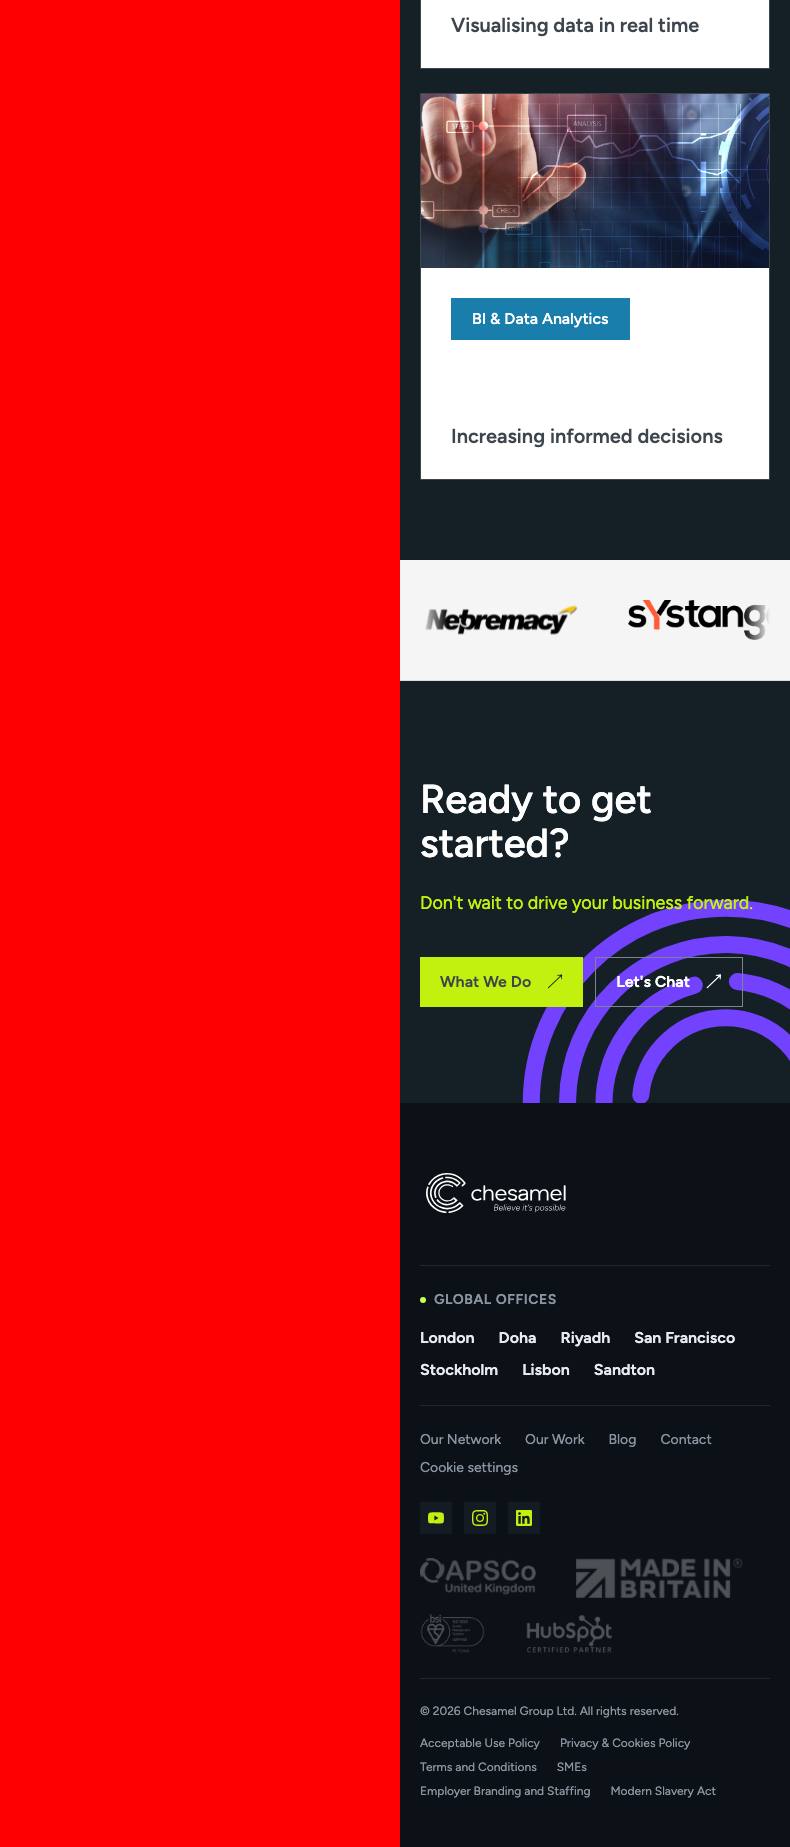 Visualising data in real time
STEPS
ANALYSIS
CHECK
BI & Data Analytics
Increasing informed decisions
sYstang
Ready to get
started?
Don't wait to drive your business forward.
What We Do
Let's Chat
chesamel
Believe it's possible
GLOBAL OFFICES
London Doha Riyadh San Francisco
Stockholm Lisbon Sandton
Our Network Our Work Blog Contact
Cookie settings
APSCo
United Kingdom
MADE IN®
BRITAIN
bsi
HubSpot
CERTIFIED PARTNER
© 2026 Chesamel Group Ltd. All rights reserved.
Acceptable Use Policy Privacy & Cookies Policy
Terms and Conditions SMEs
Employer Branding and Staffing Modern Slavery Act